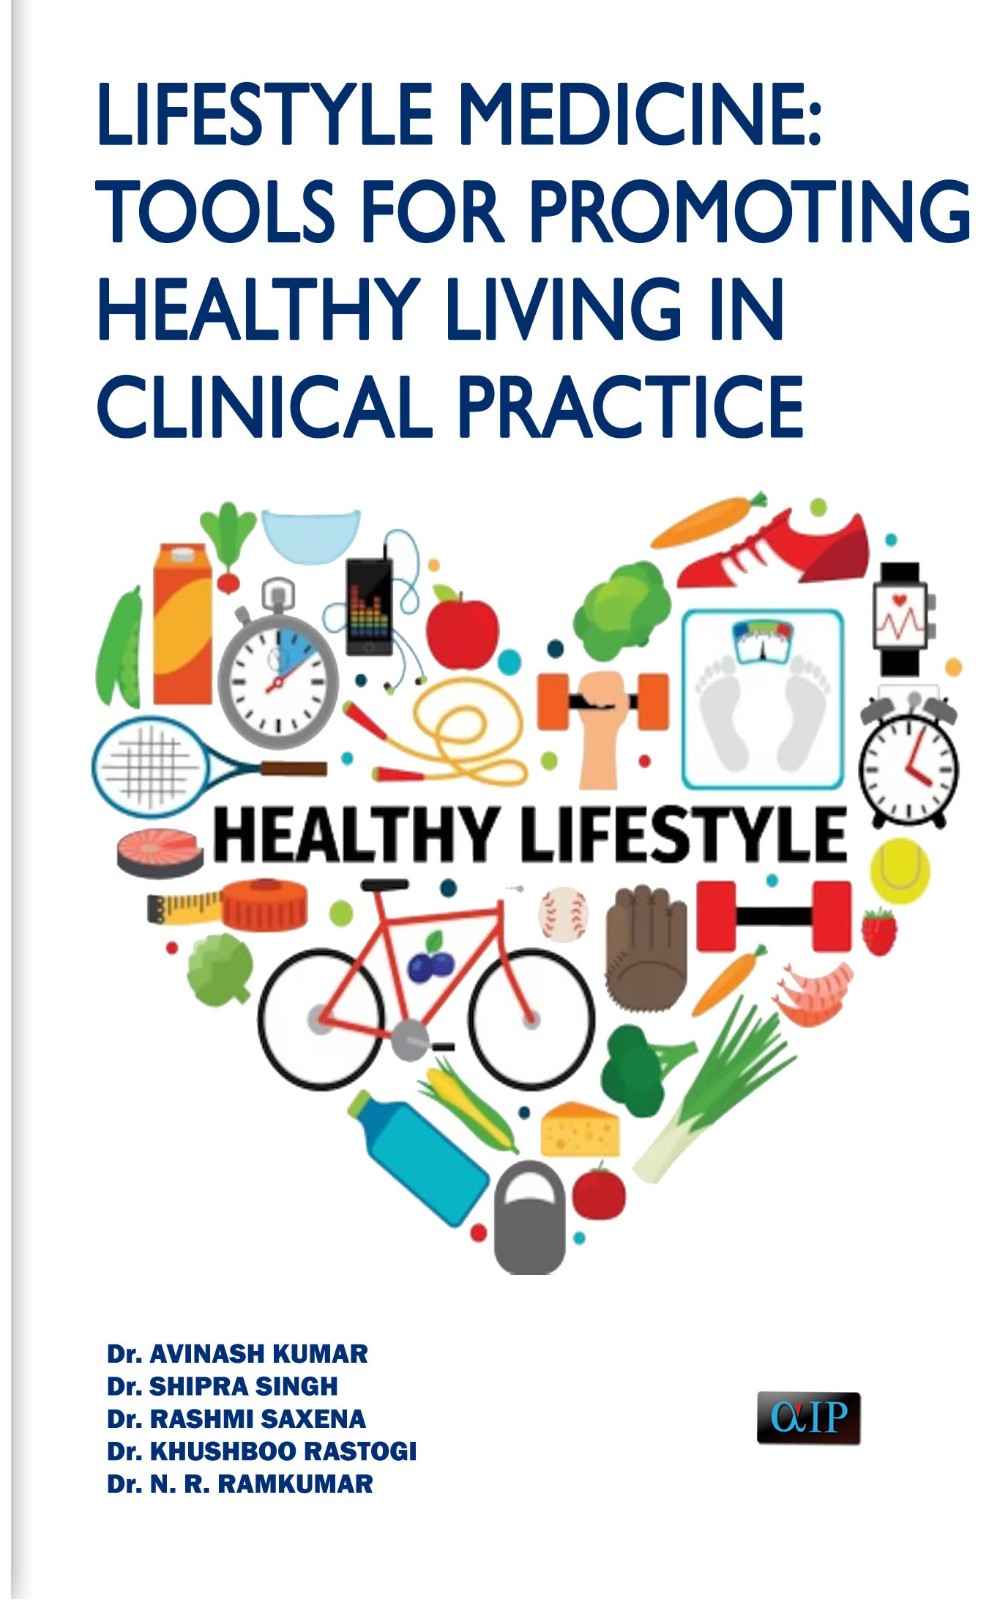 LIFESTYLE MEDICINE:
TOOLS FOR PROMOTING
HEALTHY LIVING IN
CLINICAL PRACTICE
HEALTHY LIFESTYLE
Dr. AVINASH KUMAR
Dr. SHIPRA SINGH
Dr. RASHMI SAXENA
Dr. KHUSHBOO RASTOGI
Dr. N. R. RAMKUMAR
αIP